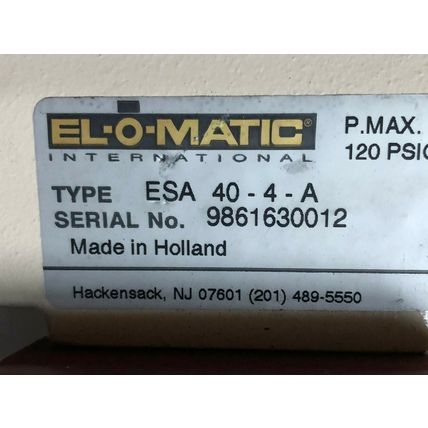 EL-O-MATIC®
INTERNATIONAL
P.MAX.
120 PSIG
TYPE ESA 40 - 4 - A
SERIAL No. 9861630012
Made in Holland
Hackensack, NJ 07601 (201) 489-5550